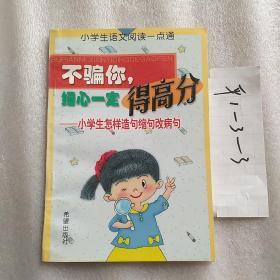 小学生语文阅读一点通
不骗你，
细心一定得高分
——小学生怎样造句缩句改病句
希望出版社